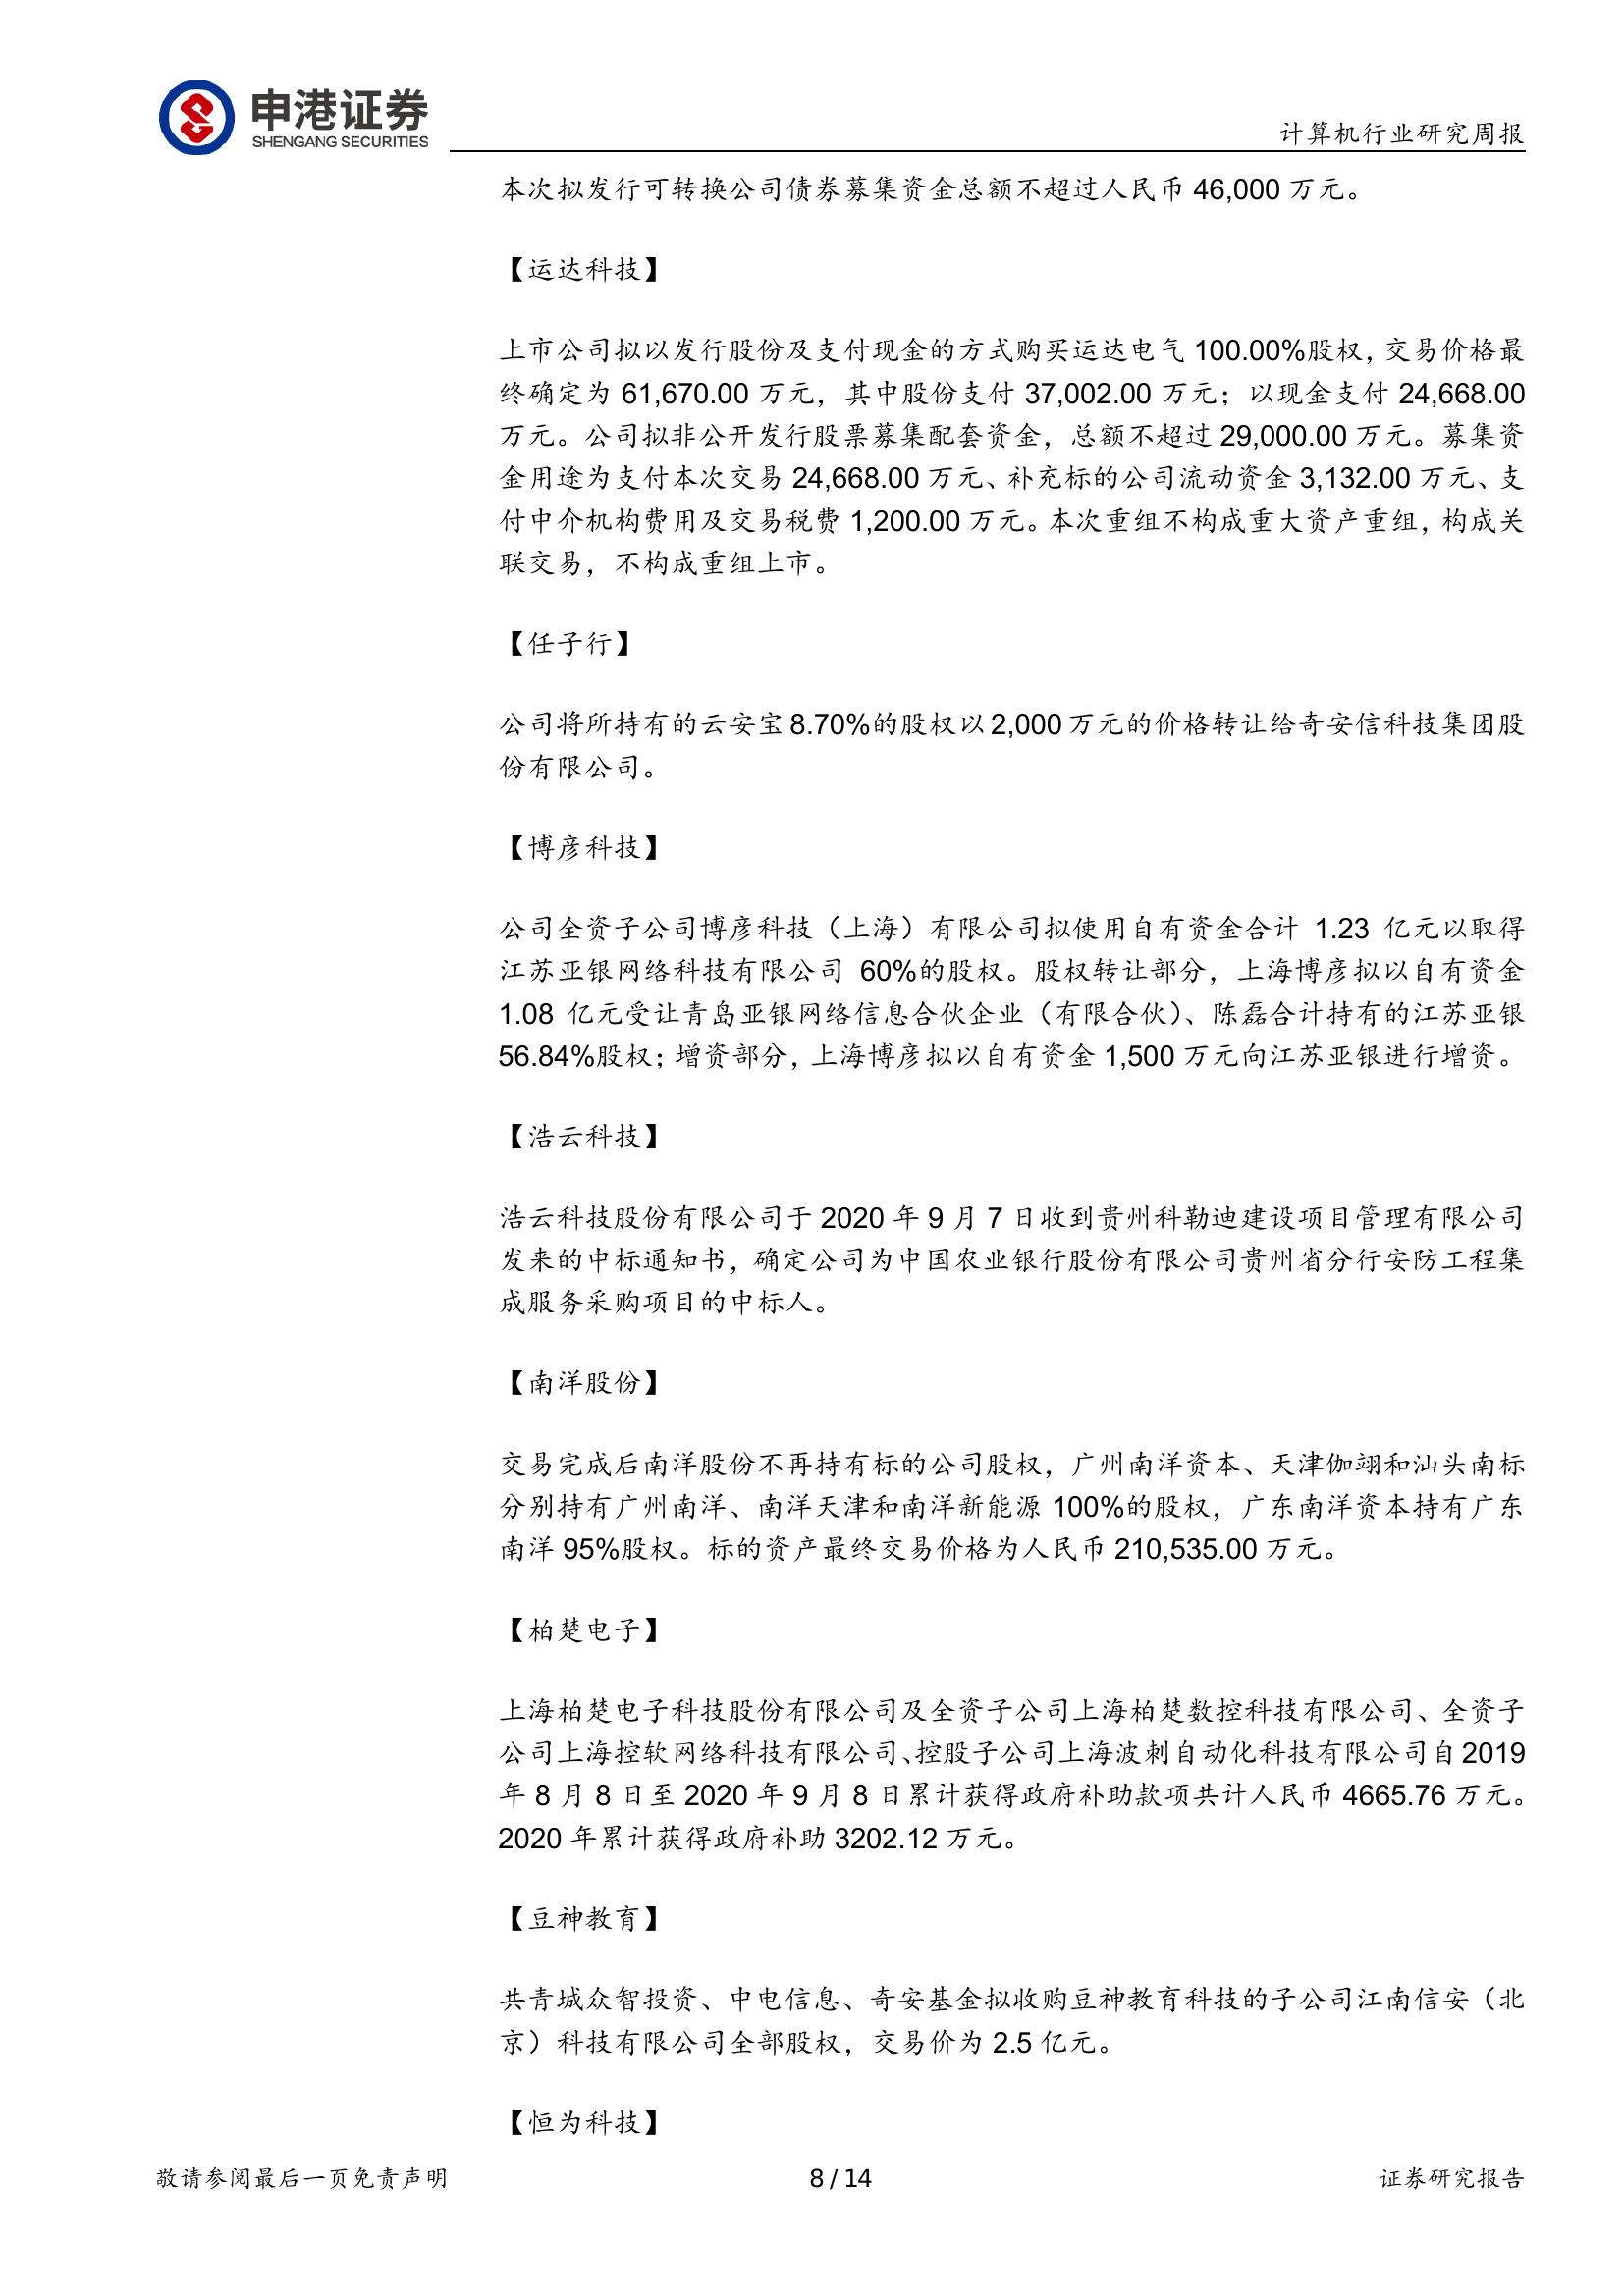 申港证券
SHENGANG SECURITIES
计算机行业研究周报
本次拟发行可转换公司债券募集资金总额不超过人民币 46,000 万元。
【运达科技】
上市公司拟以发行股份及支付现金的方式购买运达电气 100.00%股权，交易价格最
终确定为 61,670.00 万元，其中股份支付 37,002.00 万元；以现金支付 24,668.00
万元。公司拟非公开发行股票募集配套资金，总额不超过 29,000.00 万元。募集资
金用途为支付本次交易 24,668.00 万元、补充标的公司流动资金 3,132.00 万元、支
付中介机构费用及交易税费 1,200.00 万元。本次重组不构成重大资产重组，构成关
联交易，不构成重组上市。
【任子行】
公司将所持有的云安宝 8.70%的股权以 2,000 万元的价格转让给奇安信科技集团股
份有限公司。
【博彦科技】
公司全资子公司博彦科技（上海）有限公司拟使用自有资金合计 1.23 亿元以取得
江苏亚银网络科技有限公司 60%的股权。股权转让部分，上海博彦拟以自有资金
1.08 亿元受让青岛亚银网络信息合伙企业（有限合伙）、陈磊合计持有的江苏亚银
56.84%股权；增资部分，上海博彦拟以自有资金 1,500 万元向江苏亚银进行增资。
【浩云科技】
浩云科技股份有限公司于 2020 年 9 月 7 日收到贵州科勒迪建设项目管理有限公司
发来的中标通知书，确定公司为中国农业银行股份有限公司贵州省分行安防工程集
成服务采购项目的中标人。
【南洋股份】
交易完成后南洋股份不再持有标的公司股权，广州南洋资本、天津伽翊和汕头南标
分别持有广州南洋、南洋天津和南洋新能源 100%的股权，广东南洋资本持有广东
南洋 95%股权。标的资产最终交易价格为人民币 210,535.00 万元。
【柏楚电子】
上海柏楚电子科技股份有限公司及全资子公司上海柏楚数控科技有限公司、全资子
公司上海控软网络科技有限公司、控股子公司上海波刺自动化科技有限公司自 2019
年 8 月 8 日至 2020 年 9 月 8 日累计获得政府补助款项共计人民币 4665.76 万元。
2020 年累计获得政府补助 3202.12 万元。
【豆神教育】
共青城众智投资、中电信息、奇安基金拟收购豆神教育科技的子公司江南信安（北
京）科技有限公司全部股权，交易价为 2.5 亿元。
【恒为科技】
敬请参阅最后一页免责声明
8 / 14
证券研究报告